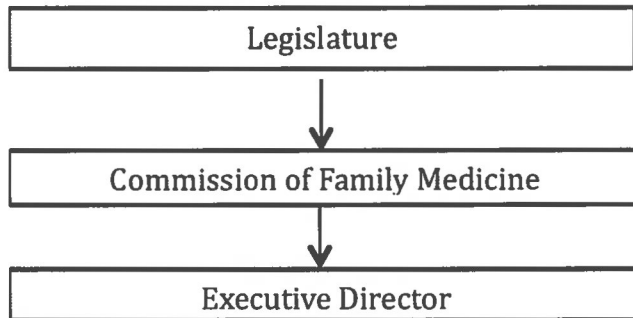 Legislature
Commission of Family Medicine
Executive Director